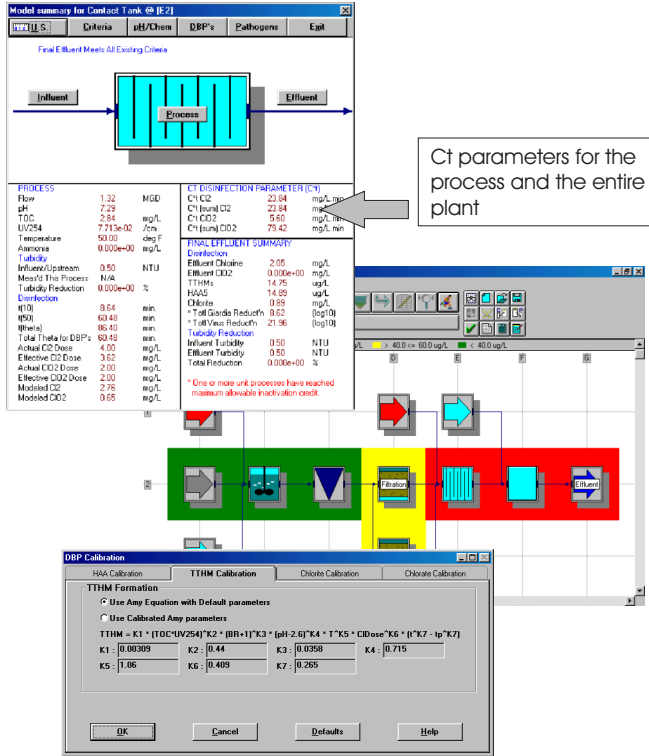 Model summary for Contact Tank @ [E2]
U.S. Criteria pH/Chem DBP's Pathogens Exit
Final Effluent Meets All Existing Criteria
Influent
Process
Effluent
PROCESS
Flow 1.32 MGD
pH 7.29
TOC 2.84 mg/L
UV254 7.713e-02 /cm
Temperature 50.00 deg F
Ammonia 0.000e+00 mg/L
Turbidity
Influent/Upstream 0.50 NTU
Meas'd This Process N/A
Turbidity Reduction 0.000e+00 %
Disinfection
t(10) 8.64 min.
t(50) 60.48 min.
t(theta) 86.40 min.
Total Theta for DBP's 60.48 min.
Actual Cl2 Dose 4.00 mg/L
Effective Cl2 Dose 3.62 mg/L
Actual ClO2 Dose 2.00 mg/L
Effective ClO2 Dose 2.00 mg/L
Modeled Cl2 2.76 mg/L
Modeled ClO2 0.65 mg/L
CT DISINFECTION PARAMETER (C*t)
C*t Cl2 23.84 mg/L.min
C*t (sum) Cl2 23.84
C*t ClO2 5.60 mg/L.min
C*t (sum) ClO2 79.42 mg/L.min
FINAL EFFLUENT SUMMARY
Disinfection
Effluent Chlorine 2.05 mg/L
Effluent ClO2 0.000e+00 mg/L
TTHMs 14.75 ug/L
HAA5 14.89 ug/L
Chlorite 0.89 mg/L
* Totl Giardia Reduct'n 8.62 (log10)
* Totl Virus Reduct'n 21.96 (log10)
Turbidity Reduction
Influent Turbidity 0.50 NTU
Effluent Turbidity 0.50 NTU
Total Reduction 0.000e+00 %
* One or more unit processes have reached
maximum allowable inactivation credit.
Ct parameters for the
process and the entire
plant
ug/L > 40.0 <= 60.0 ug/L < 40.0 ug/L
D E F G
1
2
Filtration
Effluent
DBP Calibration
HAA Calibration TTHM Calibration Chlorite Calibration Chlorate Calibration
TTHM Formation
Use Amy Equation with Default parameters
Use Calibrated Amy parameters
TTHM = K1 * (TOC*UV254)^K2 * (BR+1)^K3 * (pH-2.6)^K4 * T^K5 * ClDose^K6 * (t^K7 - tp^K7)
K1 : 0.00309 K2 : 0.44 K3 : 0.0358 K4 : 0.715
K5 : 1.06 K6 : 0.409 K7 : 0.265
OK Cancel Defaults Help